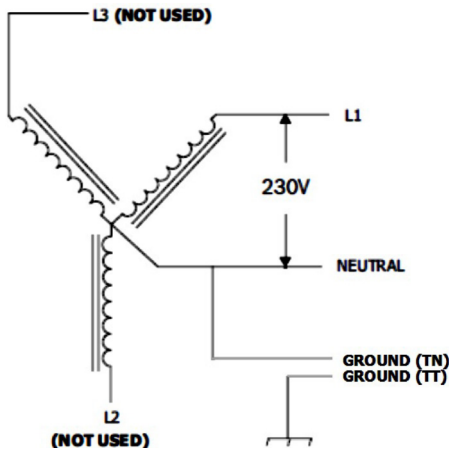 L3 (NOT USED)
L1
230V
NEUTRAL
GROUND (TN)
GROUND (TT)
L2
(NOT USED)